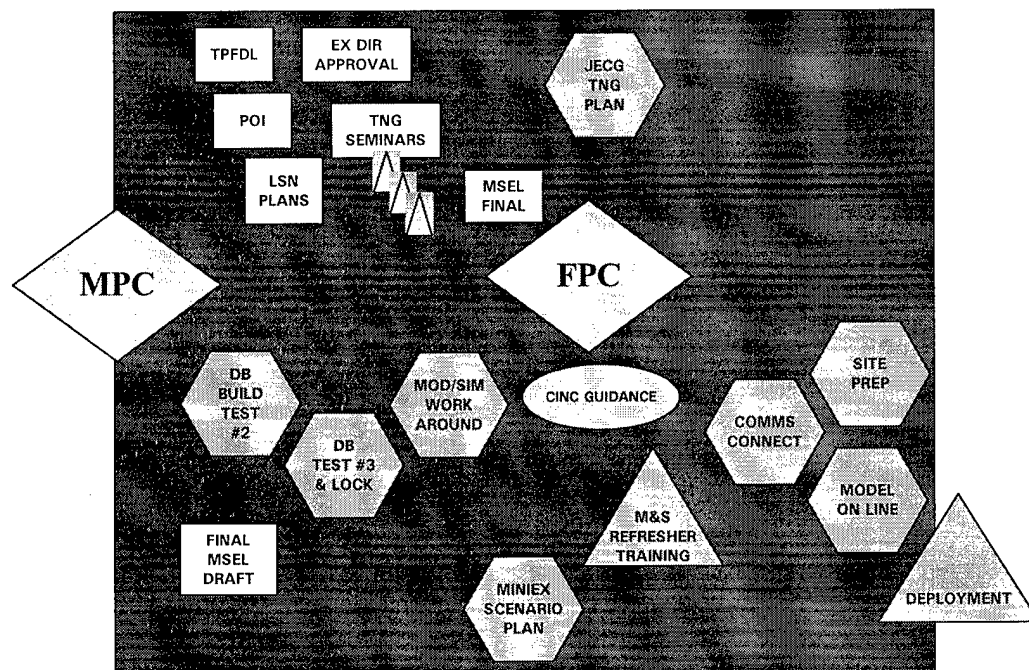 TPFDL
EX DIR
APPROVAL
JECG
TNG
PLAN
POI
TNG
SEMINARS
LSN
PLANS
MSEL
FINAL
MPC
FPC
DB
BUILD
TEST
#2
DB
TEST #3
& LOCK
MOD/SIM
WORK
AROUND
CINC GUIDANCE
COMMS
CONNECT
SITE
PREP
MODEL
ON LINE
M&S
REFRESHER
TRAINING
FINAL
MSEL
DRAFT
MINIEX
SCENARIO
PLAN
DEPLOYMENT